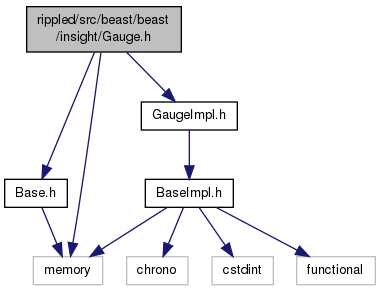 rippled/src/beast/beast
/insight/Gauge.h
GaugeImpl.h
Base.h
BaseImpl.h
memory
chrono
cstdint
functional